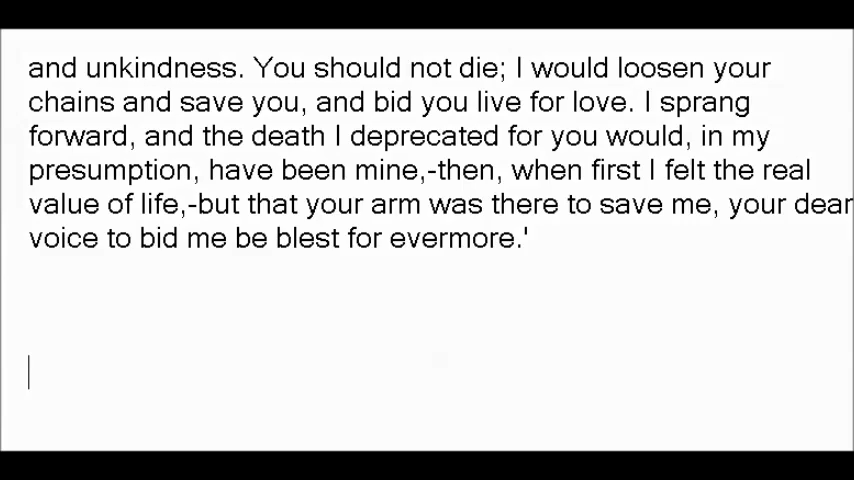 and unkindness. You should not die; I would loosen your
chains and save you, and bid you live for love. I sprang
forward, and the death I deprecated for you would, in my
presumption, have been mine,-then, when first I felt the real
value of life,-but that your arm was there to save me, your dear
voice to bid me be blest for evermore.'